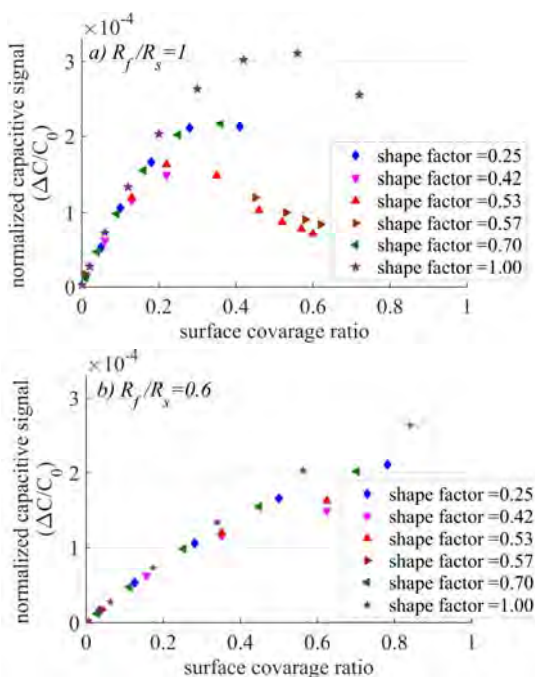 ×10⁻⁴
a) R_f/R_s=1
3
2
1
0
normalized capacitive signal
(ΔC/C₀)
shape factor =0.25
shape factor =0.42
shape factor =0.53
shape factor =0.57
shape factor =0.70
shape factor =1.00
0 0.2 0.4 0.6 0.8 1
surface covarage ratio
×10⁻⁴
b) R_f/R_s=0.6
3
2
1
0
normalized capacitive signal
(ΔC/C₀)
shape factor =0.25
shape factor =0.42
shape factor =0.53
shape factor =0.57
shape factor =0.70
shape factor =1.00
0 0.2 0.4 0.6 0.8 1
surface covarage ratio